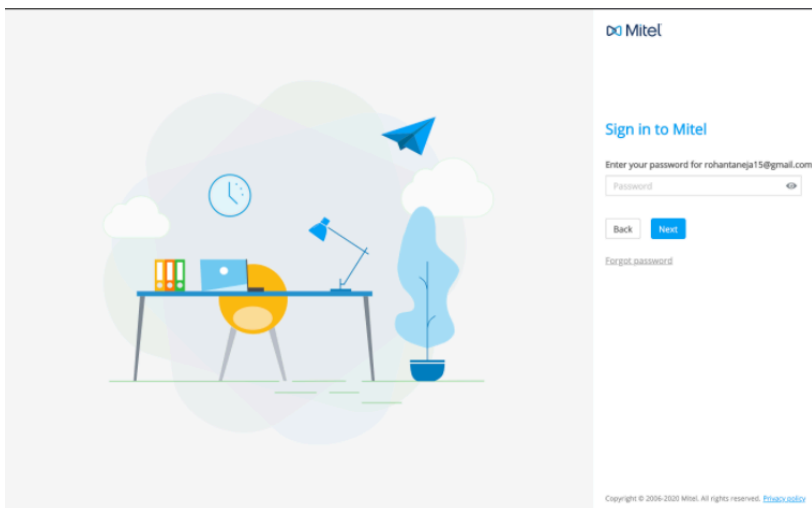 Mitel
Sign in to Mitel
Enter your password for rohantaneja15@gmail.com
Password
Back Next
Forgot password
Copyright © 2006-2020 Mitel. All rights reserved. Privacy policy